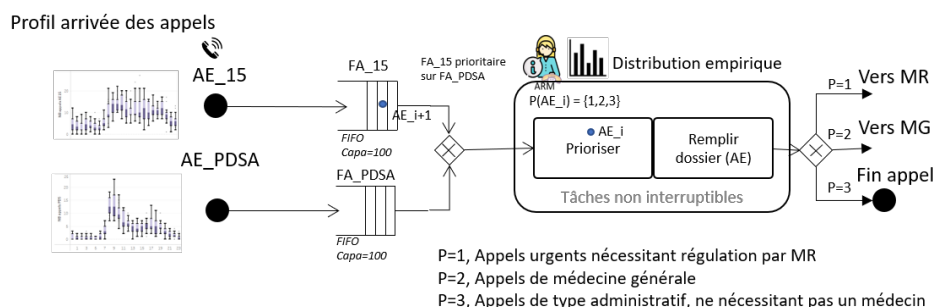 Profil arrivée des appels
AE_15
FA_15
FA_15 prioritaire
sur FA_PDSA
AE_i+1
FIFO
Capa=100
AE_PDSA
FA_PDSA
FIFO
Capa=100
ARM
Distribution empirique
P(AE_i) = {1,2,3}
AE_i
Prioriser
Remplir
dossier (AE)
Tâches non interruptibles
P=1
Vers MR
P=2
Vers MG
P=3
Fin appel
P=1, Appels urgents nécessitant régulation par MR
P=2, Appels de médecine générale
P=3, Appels de type administratif, ne nécessitant pas un médecin